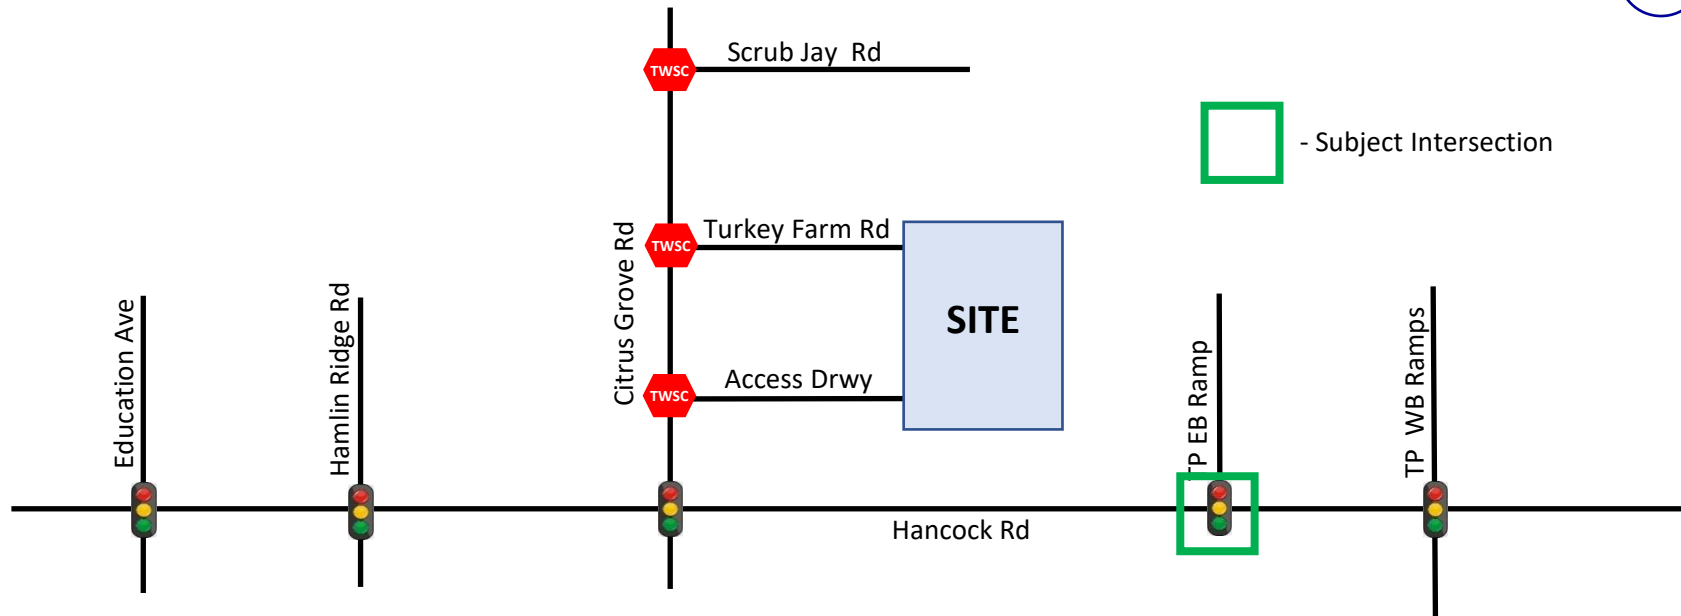 Scrub Jay Rd
TWSC
- Subject Intersection
Turkey Farm Rd
TWSC
Citrus Grove Rd
SITE
Access Drwy
TWSC
Education Ave
Hamlin Ridge Rd
TP EB Ramp
TP WB Ramps
Hancock Rd